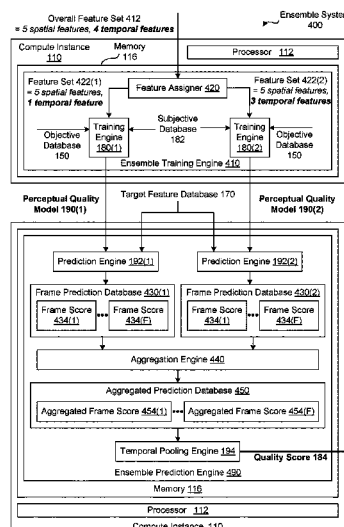 Overall Feature Set 412
= 5 spatial features, 4 temporal features
Ensemble System
400
Compute Instance
110
Memory
116
Processor 112
Feature Set 422(1)
= 5 spatial features,
1 temporal feature
Feature Assigner 420
Feature Set 422(2)
= 5 spatial features,
3 temporal features
Objective
Database
150
Training
Engine
180(1)
Subjective
Database
182
Training
Engine
180(2)
Objective
Database
150
Ensemble Training Engine 410
Perceptual Quality
Model 190(1)
Target Feature Database 170
Perceptual Quality
Model 190(2)
Prediction Engine 192(1)
Prediction Engine 192(2)
Frame Prediction Database 430(1)
Frame Score
434(1)
Frame Score
434(F)
Frame Prediction Database 430(2)
Frame Score
434(1)
Frame Score
434(F)
Aggregation Engine 440
Aggregated Prediction Database 450
Aggregated Frame Score 454(1)
Aggregated Frame Score 454(F)
Temporal Pooling Engine 194
Quality Score 184
Ensemble Prediction Engine 490
Memory 116
Processor 112
Compute Instance 110